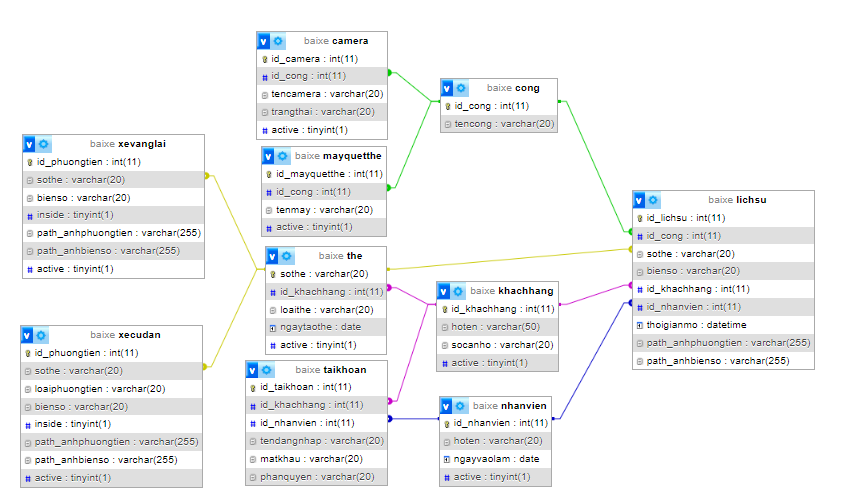 baixe camera
id_camera : int(11)
id_cong : int(11)
tencamera : varchar(20)
trangthai : varchar(20)
active : tinyint(1)
baixe cong
id_cong : int(11)
tencong : varchar(20)
baixe xevanglai
id_phuongtien : int(11)
sothe : varchar(20)
bienso : varchar(20)
inside : tinyint(1)
path_anhphuongtien : varchar(255)
path_anhbienso : varchar(255)
active : tinyint(1)
baixe mayquetthe
id_mayquetthe : int(11)
id_cong : int(11)
tenmay : varchar(20)
active : tinyint(1)
baixe lichsu
id_lichsu : int(11)
id_cong : int(11)
sothe : varchar(20)
bienso : varchar(20)
id_khachhang : int(11)
id_nhanvien : int(11)
thoigianmo : datetime
path_anhphuongtien : varchar(255)
path_anhbienso : varchar(255)
baixe the
sothe : varchar(20)
id_khachhang : int(11)
loaithe : varchar(20)
ngaytaothe : date
active : tinyint(1)
baixe khachhang
id_khachhang : int(11)
hoten : varchar(50)
socanho : varchar(20)
active : tinyint(1)
baixe xecudan
id_phuongtien : int(11)
sothe : varchar(20)
loaiphuongtien : varchar(20)
bienso : varchar(20)
inside : tinyint(1)
path_anhphuongtien : varchar(255)
path_anhbienso : varchar(255)
active : tinyint(1)
baixe taikhoan
id_taikhoan : int(11)
id_khachhang : int(11)
id_nhanvien : int(11)
tendangnhap : varchar(20)
matkhau : varchar(20)
phanquyen : varchar(20)
baixe nhanvien
id_nhanvien : int(11)
hoten : varchar(20)
ngayvaolam : date
active : tinyint(1)